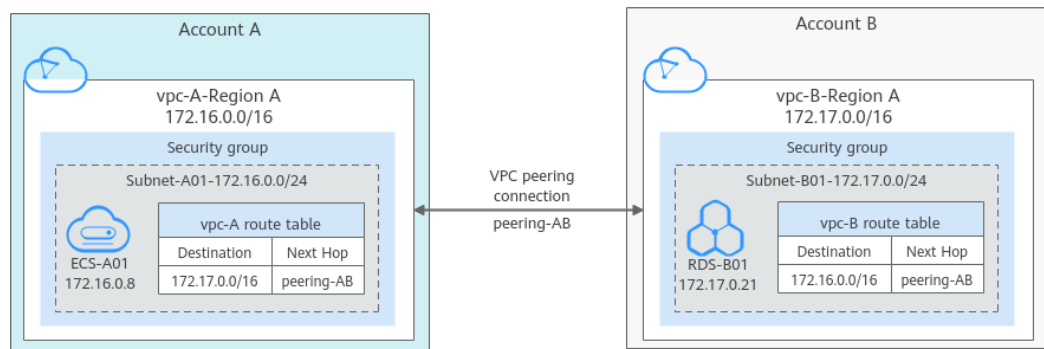 Account A
vpc-A-Region A
172.16.0.0/16
Security group
Subnet-A01-172.16.0.0/24
ECS-A01
172.16.0.8
vpc-A route table
Destination Next Hop
172.17.0.0/16 peering-AB
VPC peering
connection
peering-AB
Account B
vpc-B-Region A
172.17.0.0/16
Security group
Subnet-B01-172.17.0.0/24
RDS-B01
172.17.0.21
vpc-B route table
Destination Next Hop
172.16.0.0/16 peering-AB